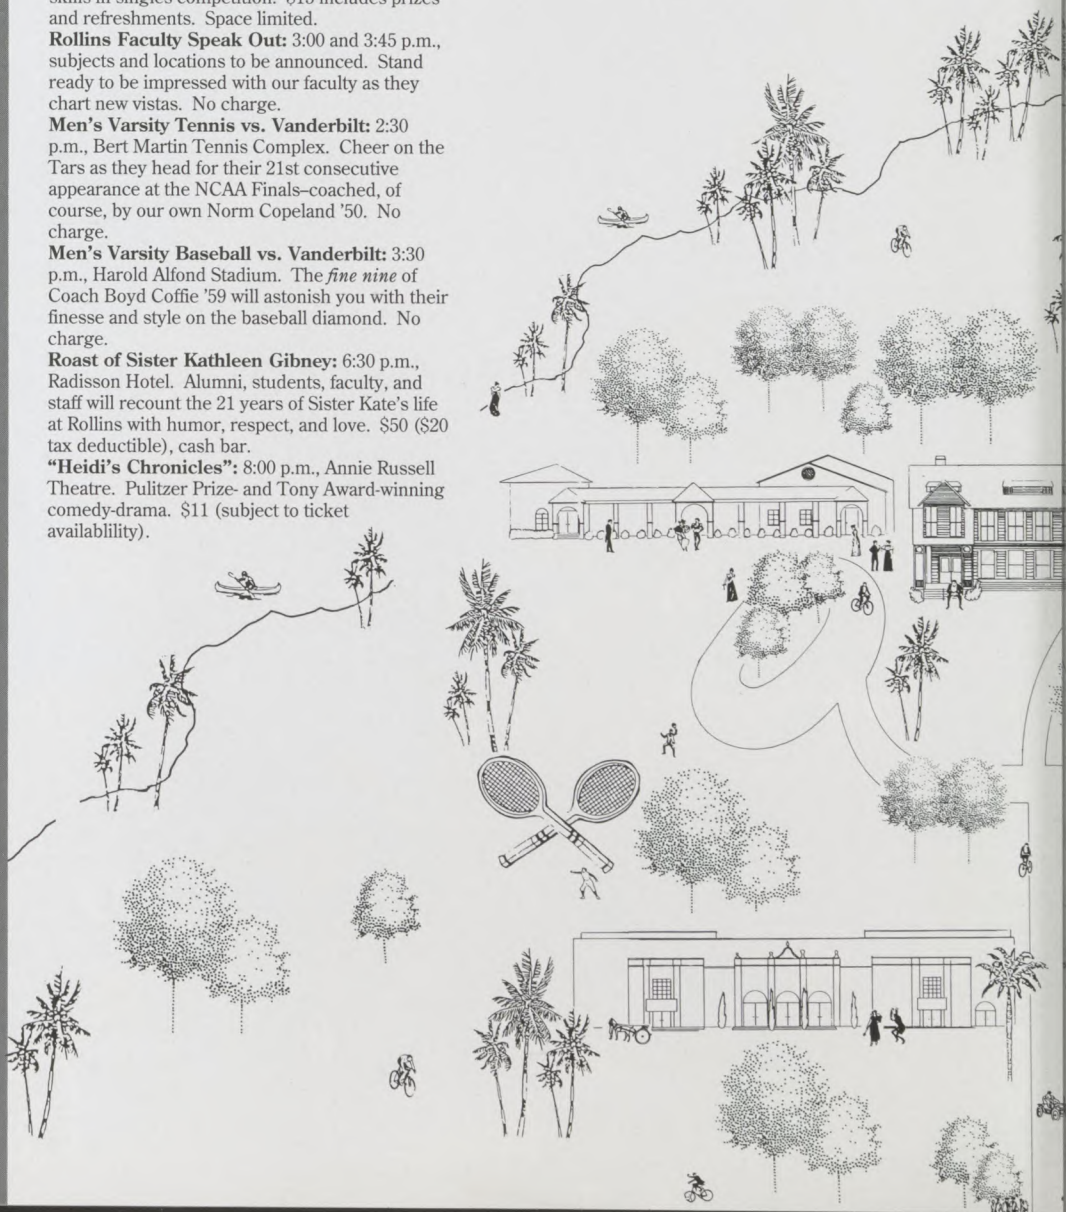 skills in singles competition. $15 includes prizes
and refreshments. Space limited.
Rollins Faculty Speak Out: 3:00 and 3:45 p.m.,
subjects and locations to be announced. Stand
ready to be impressed with our faculty as they
chart new vistas. No charge.
Men's Varsity Tennis vs. Vanderbilt: 2:30
p.m., Bert Martin Tennis Complex. Cheer on the
Tars as they head for their 21st consecutive
appearance at the NCAA Finals–coached, of
course, by our own Norm Copeland '50. No
charge.
Men's Varsity Baseball vs. Vanderbilt: 3:30
p.m., Harold Alfond Stadium. The fine nine of
Coach Boyd Coffie '59 will astonish you with their
finesse and style on the baseball diamond. No
charge.
Roast of Sister Kathleen Gibney: 6:30 p.m.,
Radisson Hotel. Alumni, students, faculty, and
staff will recount the 21 years of Sister Kate's life
at Rollins with humor, respect, and love. $50 ($20
tax deductible), cash bar.
"Heidi's Chronicles": 8:00 p.m., Annie Russell
Theatre. Pulitzer Prize- and Tony Award-winning
comedy-drama. $11 (subject to ticket
availablility).